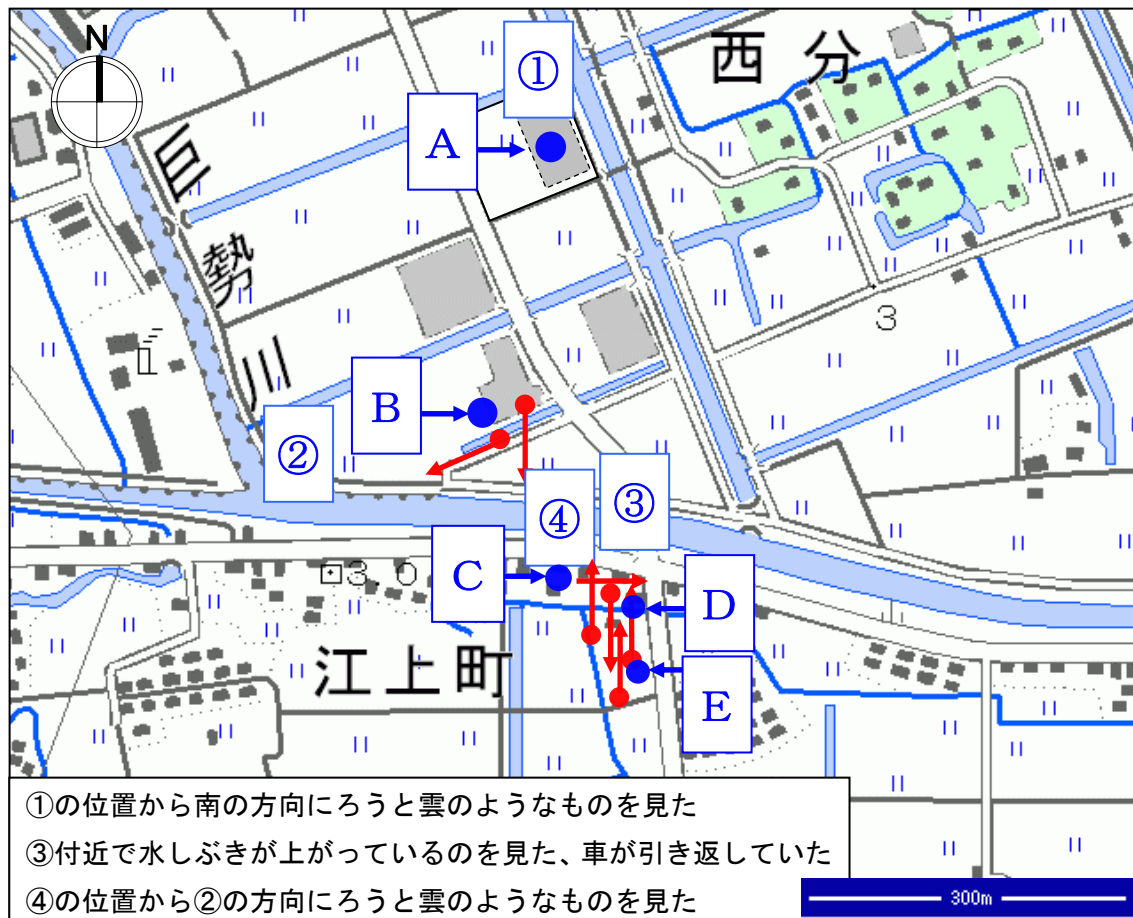 N
①
西分
A
巨勢川
3
B
②
③
④
C
3.0
D
江上町
E
①の位置から南の方向にろうと雲のようなものを見た
③付近で水しぶきが上がっているのを見た、車が引き返していた
④の位置から②の方向にろうと雲のようなものを見た
300m